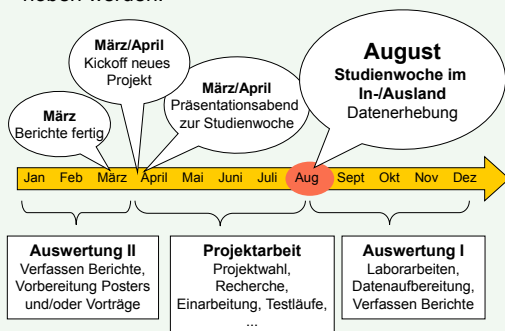 März/April
Kickoff neues
Projekt
August
Studienwoche im
In-/Ausland
Datenerhebung
März/April
Präsentationsabend
zur Studienwoche
März
Berichte fertig
Jan Feb März April Mai Juni Juli Aug Sept Okt Nov Dez
Auswertung II
Verfassen Berichte,
Vorbereitung Posters
und/oder Vorträge
Projektarbeit
Projektwahl,
Recherche,
Einarbeitung, Testläufe,
...
Auswertung I
Laborarbeiten,
Datenaufbereitung,
Verfassen Berichte